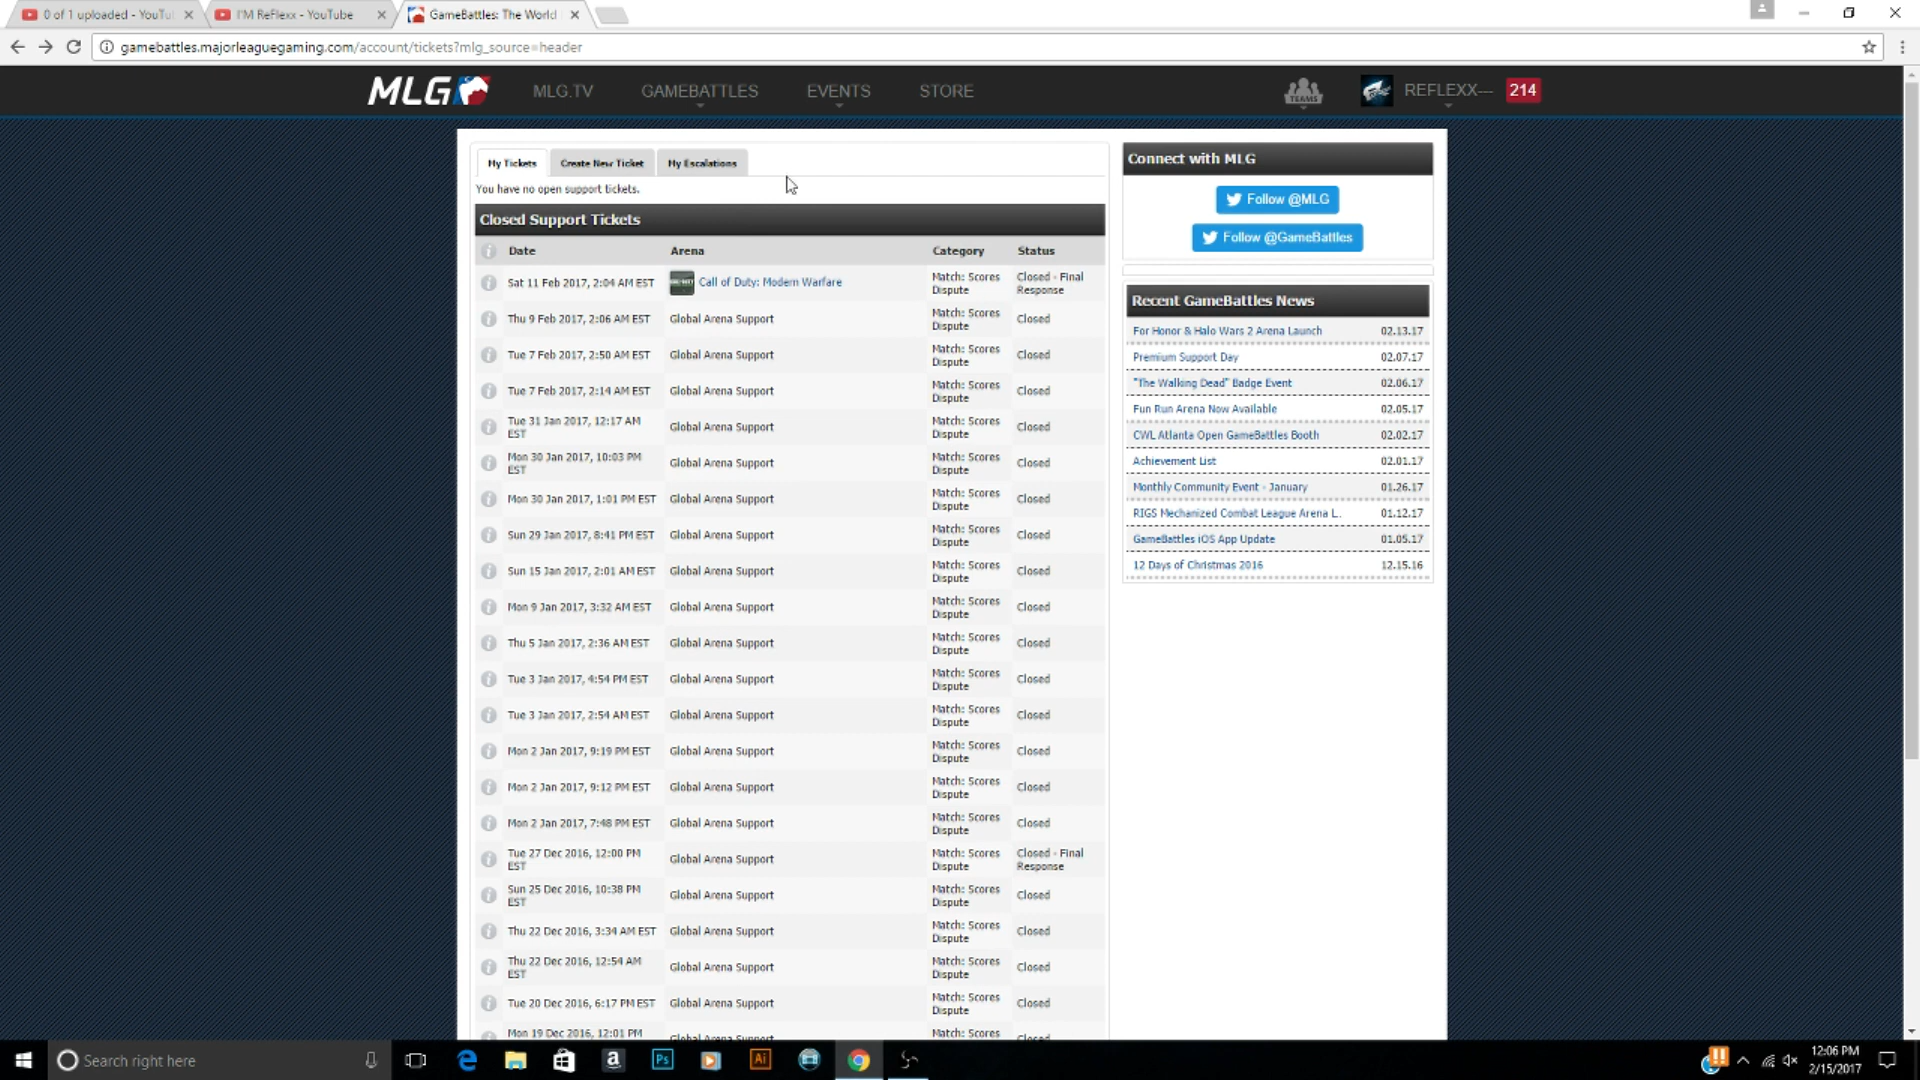 0 of 1 uploaded - YouTu
I'M ReFlexx - YouTube
GameBattles: The World
gamebattles.majorleaguegaming.com/account/tickets?mlg_source=header
MLG
MLG.TV
GAMEBATTLES
EVENTS
STORE
TEAMS
REFLEXX---
214
My Tickets
Create New Ticket
My Escalations
You have no open support tickets.
Closed Support Tickets
Date Arena Category Status
Sat 11 Feb 2017, 2:04 AM EST Call of Duty: Modern Warfare Match: Scores Closed - Final
Dispute Response
Thu 9 Feb 2017, 2:06 AM EST Global Arena Support Match: Scores Closed
Dispute
Tue 7 Feb 2017, 2:50 AM EST Global Arena Support Match: Scores Closed
Dispute
Tue 7 Feb 2017, 2:14 AM EST Global Arena Support Match: Scores Closed
Dispute
Tue 31 Jan 2017, 12:17 AM Global Arena Support Match: Scores Closed
EST Dispute
Mon 30 Jan 2017, 10:03 PM Global Arena Support Match: Scores Closed
EST Dispute
Mon 30 Jan 2017, 1:01 PM EST Global Arena Support Match: Scores Closed
Dispute
Sun 29 Jan 2017, 8:41 PM EST Global Arena Support Match: Scores Closed
Dispute
Sun 15 Jan 2017, 2:01 AM EST Global Arena Support Match: Scores Closed
Dispute
Mon 9 Jan 2017, 3:32 AM EST Global Arena Support Match: Scores Closed
Dispute
Thu 5 Jan 2017, 2:36 AM EST Global Arena Support Match: Scores Closed
Dispute
Tue 3 Jan 2017, 4:54 PM EST Global Arena Support Match: Scores Closed
Dispute
Tue 3 Jan 2017, 2:54 AM EST Global Arena Support Match: Scores Closed
Dispute
Mon 2 Jan 2017, 9:19 PM EST Global Arena Support Match: Scores Closed
Dispute
Mon 2 Jan 2017, 9:12 PM EST Global Arena Support Match: Scores Closed
Dispute
Mon 2 Jan 2017, 7:48 PM EST Global Arena Support Match: Scores Closed
Dispute
Tue 27 Dec 2016, 12:00 PM Global Arena Support Match: Scores Closed - Final
EST Dispute Response
Sun 25 Dec 2016, 10:38 PM Global Arena Support Match: Scores Closed
EST Dispute
Thu 22 Dec 2016, 3:34 AM EST Global Arena Support Match: Scores Closed
Dispute
Thu 22 Dec 2016, 12:54 AM Global Arena Support Match: Scores Closed
EST Dispute
Tue 20 Dec 2016, 6:17 PM EST Global Arena Support Match: Scores Closed
Dispute
Mon 19 Dec 2016, 12:01 PM Global Arena Support Match: Scores Closed
Connect with MLG
Follow @MLG
Follow @GameBattles
Recent GameBattles News
For Honor & Halo Wars 2 Arena Launch 02.13.17
Premium Support Day 02.07.17
"The Walking Dead" Badge Event 02.06.17
Fun Run Arena Now Available 02.05.17
CWL Atlanta Open GameBattles Booth 02.02.17
Achievement List 02.01.17
Monthly Community Event - January 01.26.17
RIGS Mechanized Combat League Arena L.. 01.12.17
GameBattles iOS App Update 01.05.17
12 Days of Christmas 2016 12.15.16
Search right here
Ps
Ai
12:06 PM
2/15/2017